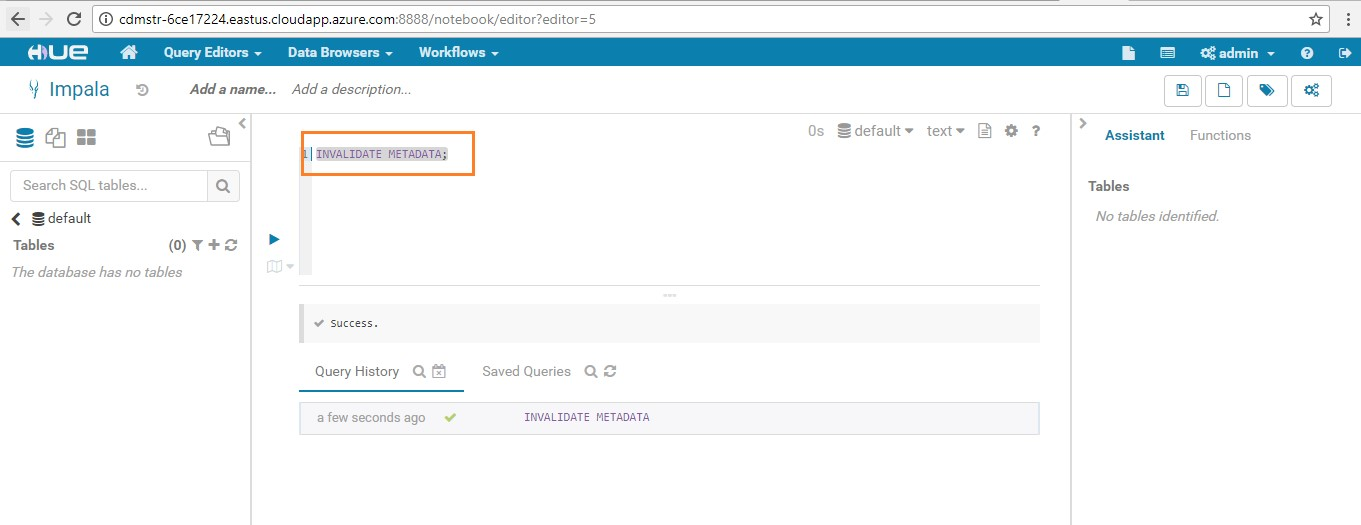 cdmstr-6ce17224.eastus.cloudapp.azure.com:8888/notebook/editor?editor=5
HUE Query Editors Data Browsers Workflows admin
Impala Add a name... Add a description...
0s default text ?
Assistant Functions
1 INVALIDATE METADATA;
Search SQL tables...
Tables
default
No tables identified.
Tables (0)
The database has no tables
Success.
Query History Saved Queries
a few seconds ago INVALIDATE METADATA